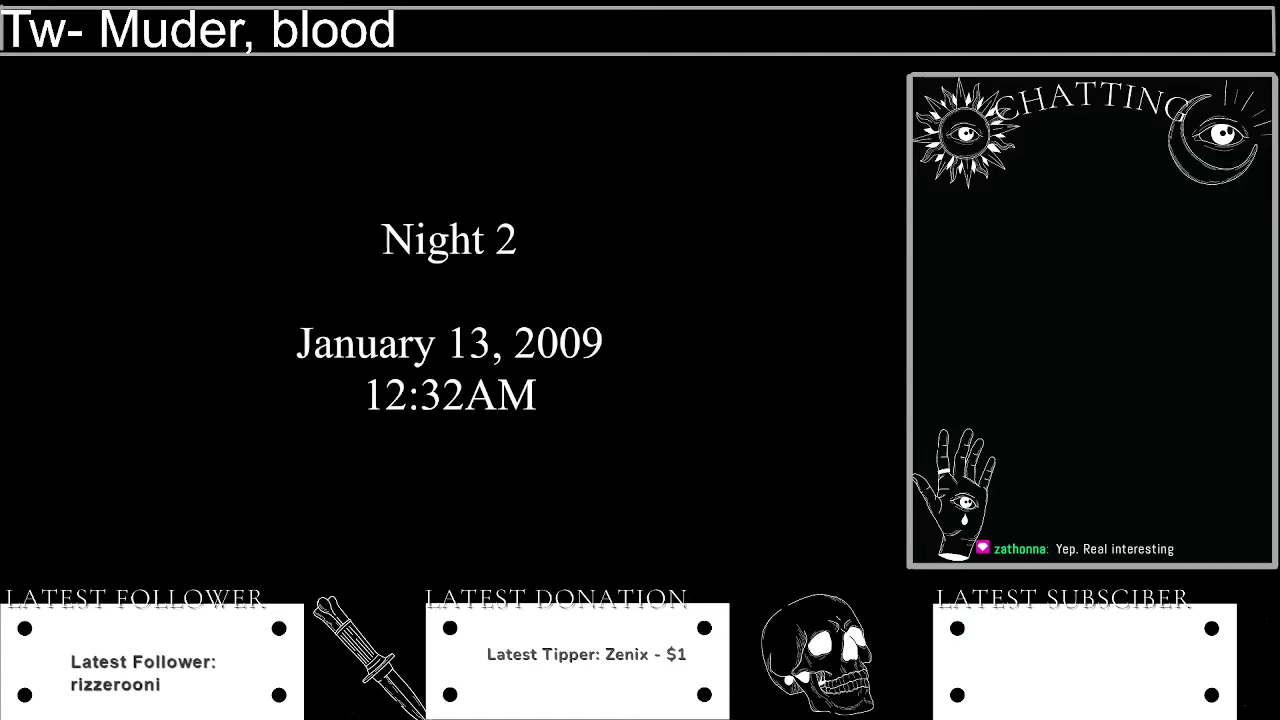 Tw- Muder, blood
CHATTING
Night 2
January 13, 2009
12:32AM
zathonna: Yep. Real interesting
LATEST FOLLOWER
LATEST DONATION
LATEST SUBSCIBER
Latest Follower:
rizzerooni
Latest Tipper: Zenix - $1